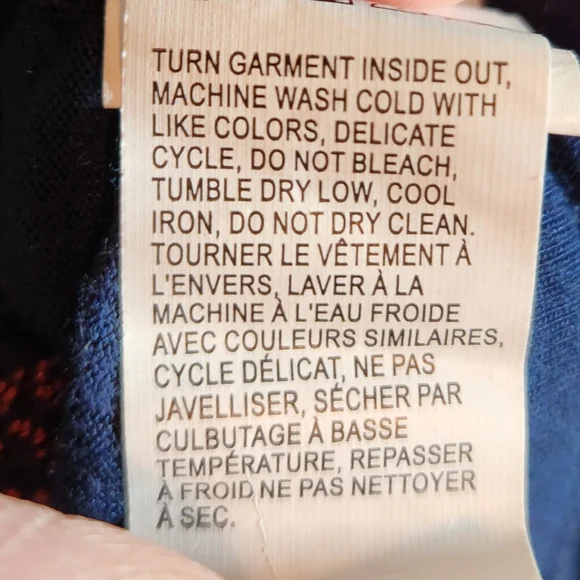 TURN GARMENT INSIDE OUT,
MACHINE WASH COLD WITH
LIKE COLORS, DELICATE
CYCLE, DO NOT BLEACH,
TUMBLE DRY LOW, COOL
IRON, DO NOT DRY CLEAN.
TOURNER LE VÊTEMENT À
L'ENVERS, LAVER À LA
MACHINE À L'EAU FROIDE
AVEC COULEURS SIMILAIRES,
CYCLE DÉLICAT, NE PAS
JAVELLISER, SÉCHER PAR
CULBUTAGE À BASSE
TEMPÉRATURE, REPASSER
À FROID NE PAS NETTOYER
À SEC.